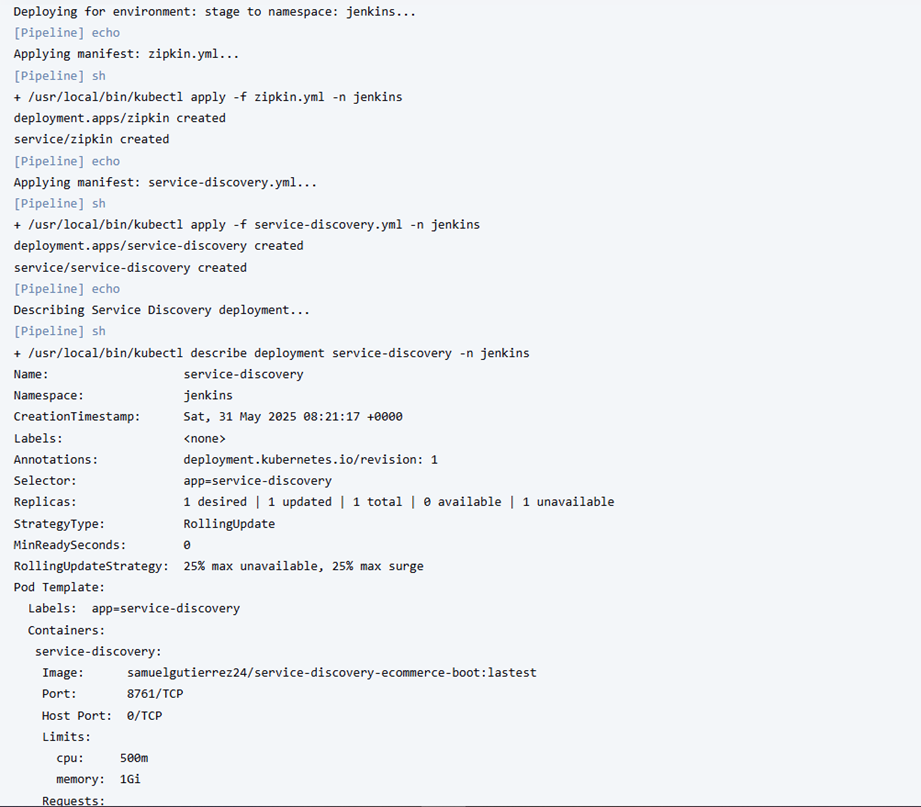 Deploying for environment: stage to namespace: jenkins...
[Pipeline] echo
Applying manifest: zipkin.yml...
[Pipeline] sh
+ /usr/local/bin/kubectl apply -f zipkin.yml -n jenkins
deployment.apps/zipkin created
service/zipkin created
[Pipeline] echo
Applying manifest: service-discovery.yml...
[Pipeline] sh
+ /usr/local/bin/kubectl apply -f service-discovery.yml -n jenkins
deployment.apps/service-discovery created
service/service-discovery created
[Pipeline] echo
Describing Service Discovery deployment...
[Pipeline] sh
+ /usr/local/bin/kubectl describe deployment service-discovery -n jenkins
Name:                   service-discovery
Namespace:              jenkins
CreationTimestamp:      Sat, 31 May 2025 08:21:17 +0000
Labels:                 <none>
Annotations:            deployment.kubernetes.io/revision: 1
Selector:               app=service-discovery
Replicas:               1 desired | 1 updated | 1 total | 0 available | 1 unavailable
StrategyType:           RollingUpdate
MinReadySeconds:        0
RollingUpdateStrategy:  25% max unavailable, 25% max surge
Pod Template:
  Labels:  app=service-discovery
  Containers:
   service-discovery:
    Image:      samuelgutierrez24/service-discovery-ecommerce-boot:lastest
    Port:       8761/TCP
    Host Port:  0/TCP
    Limits:
      cpu:     500m
      memory:  1Gi
    Requests: